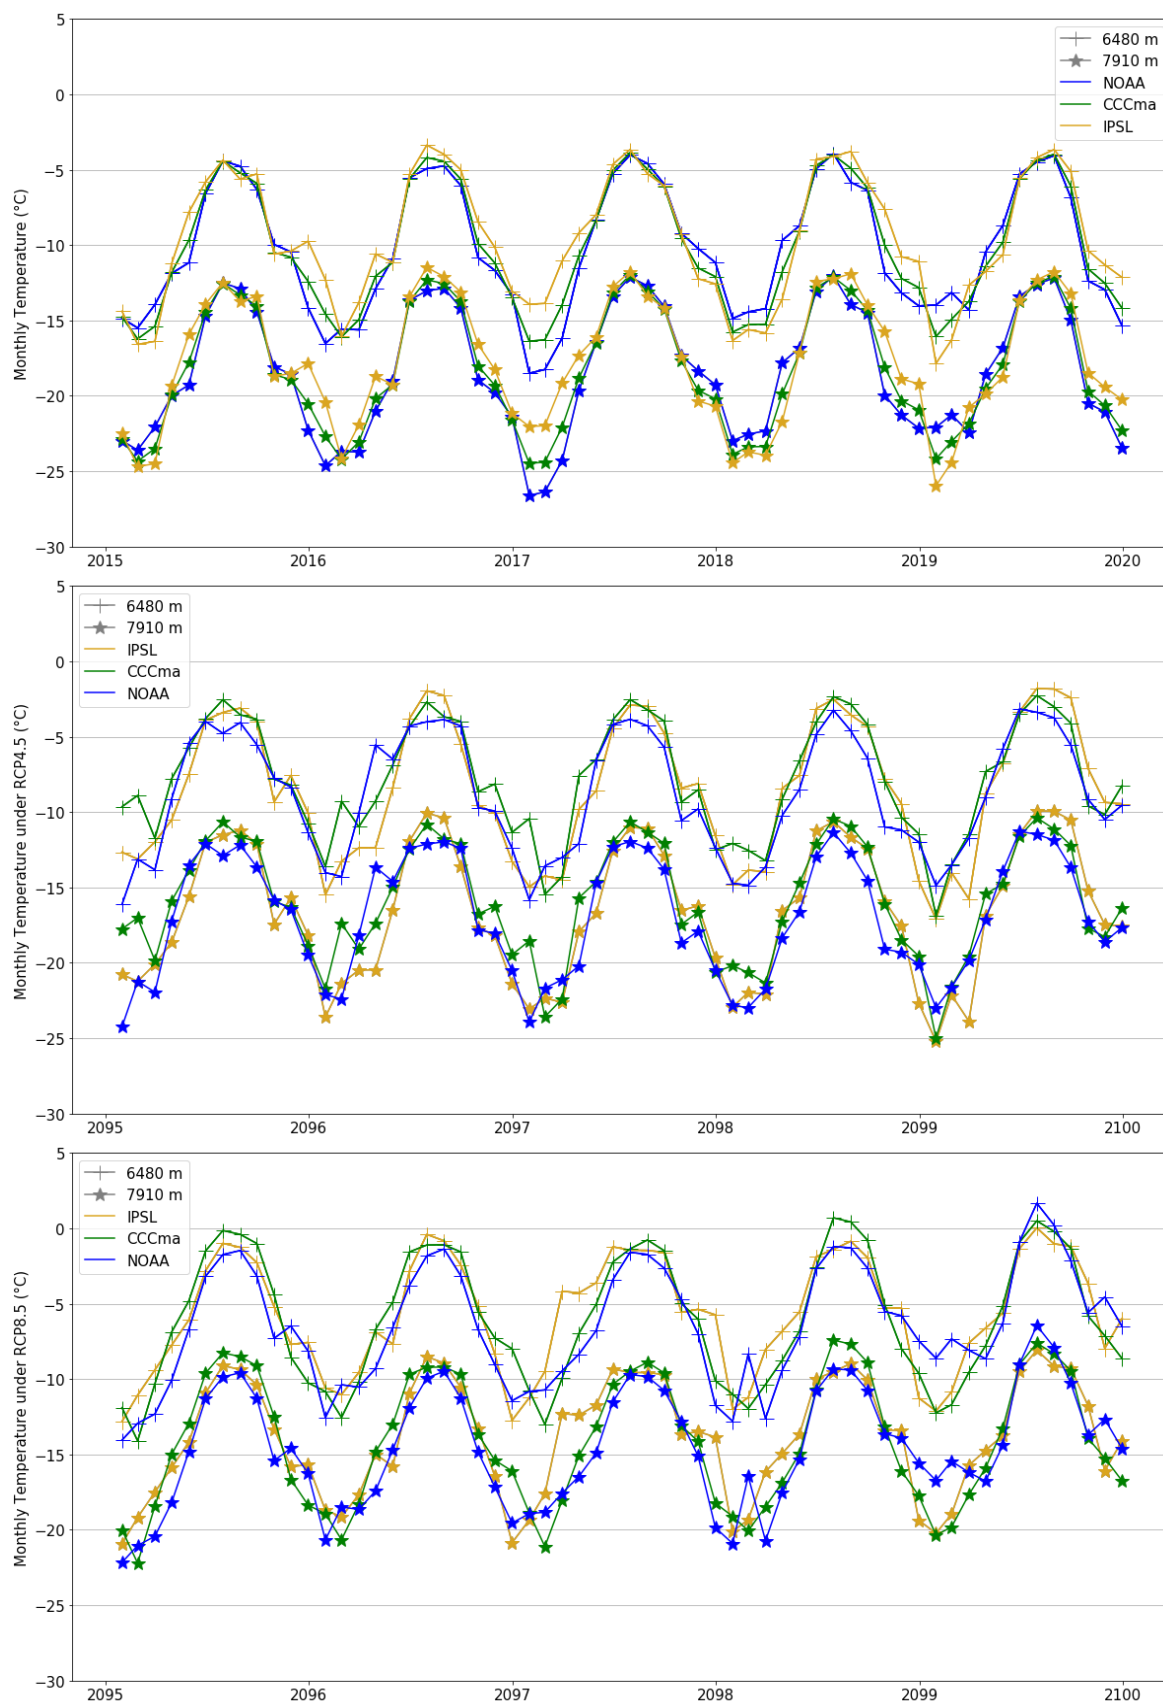 5
0
−5
−10
−15
−20
−25
−30
Monthly Temperature (°C)
6480 m
7910 m
NOAA
CCCma
IPSL
2015 2016 2017 2018 2019 2020
5
0
−5
−10
−15
−20
−25
−30
Monthly Temperature under RCP4.5 (°C)
6480 m
7910 m
IPSL
CCCma
NOAA
2095 2096 2097 2098 2099 2100
5
0
−5
−10
−15
−20
−25
−30
Monthly Temperature under RCP8.5 (°C)
6480 m
7910 m
IPSL
CCCma
NOAA
2095 2096 2097 2098 2099 2100